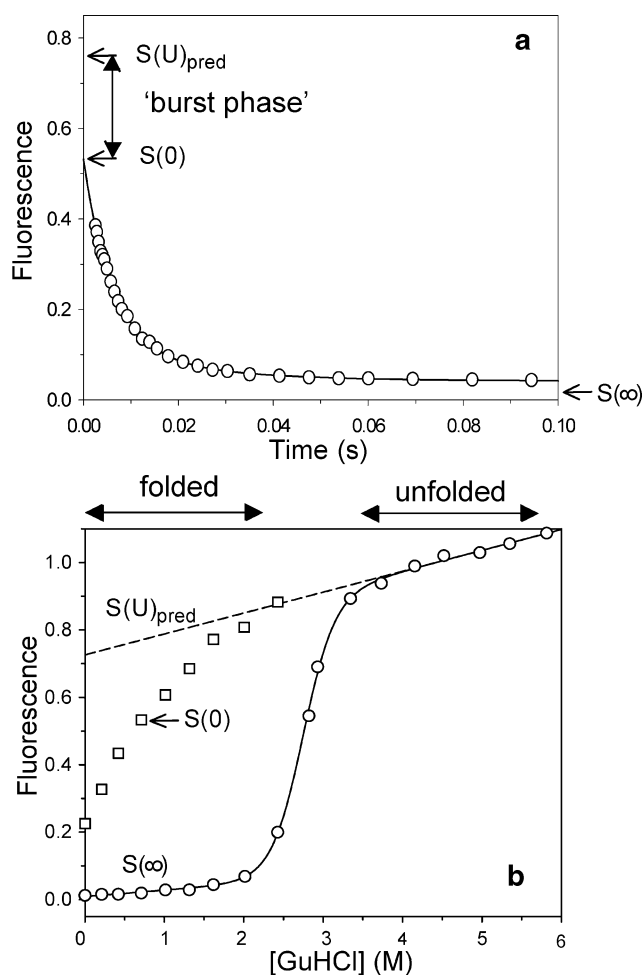 a
S(U)pred
'burst phase'
S(0)
S(∞)
Fluorescence
0.8
0.6
0.4
0.2
0.0
0.00 0.02 0.04 0.06 0.08 0.10
Time (s)
folded unfolded
S(U)pred
S(0)
S(∞)
b
Fluorescence
1.0
0.8
0.6
0.4
0.2
0.0
0 1 2 3 4 5 6
[GuHCl] (M)